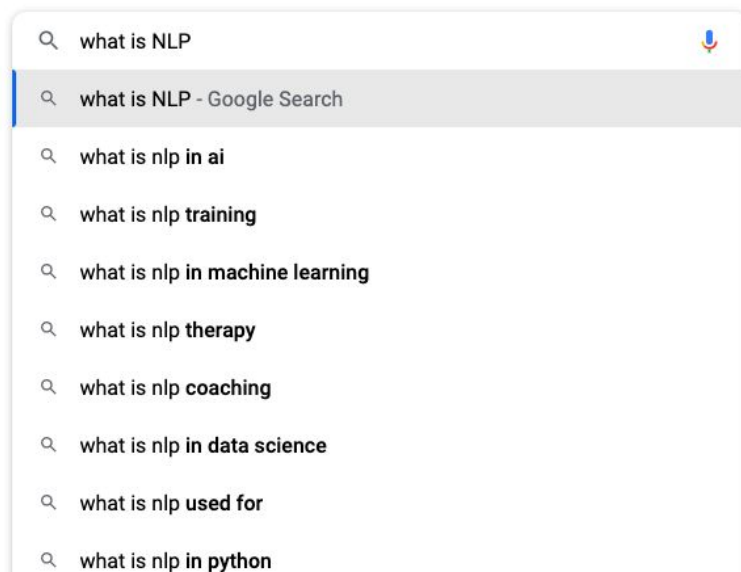 what is NLP
what is NLP - Google Search
what is nlp in ai
what is nlp training
what is nlp in machine learning
what is nlp therapy
what is nlp coaching
what is nlp in data science
what is nlp used for
what is nlp in python